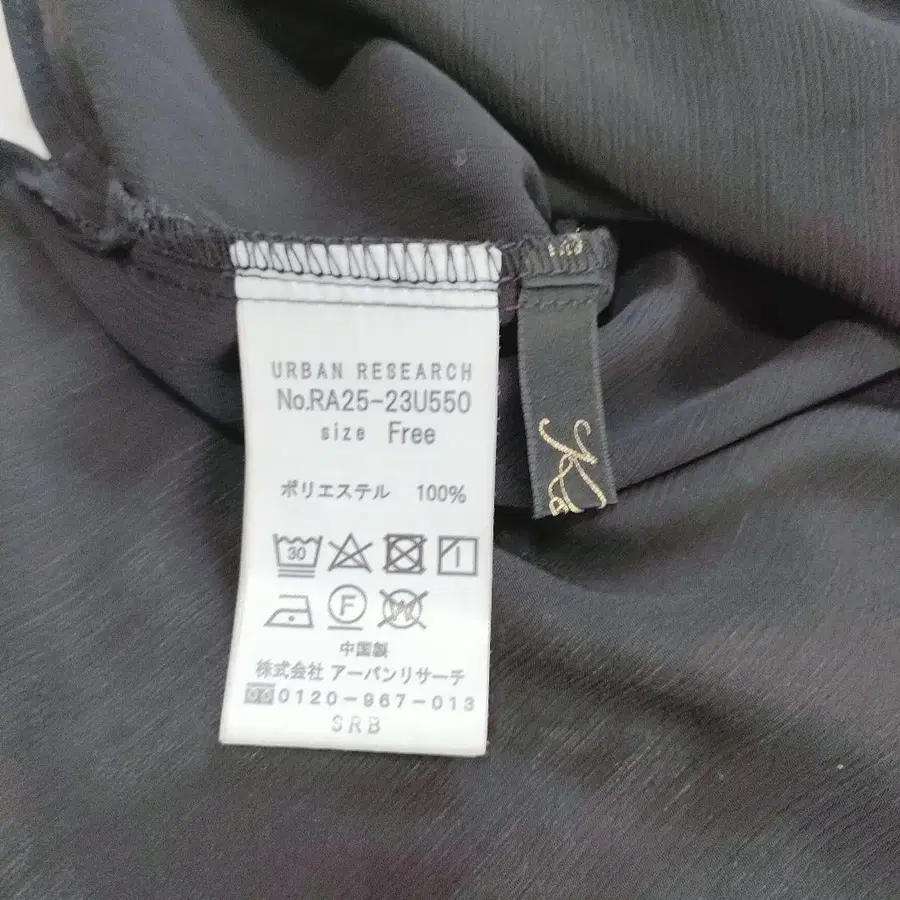 URBAN RESEARCH
No.RA25-23U550
size Free
ポリエステル 100%
30
F
W
中国製
株式会社 アーバンリサーチ
0120-967-013
SRB